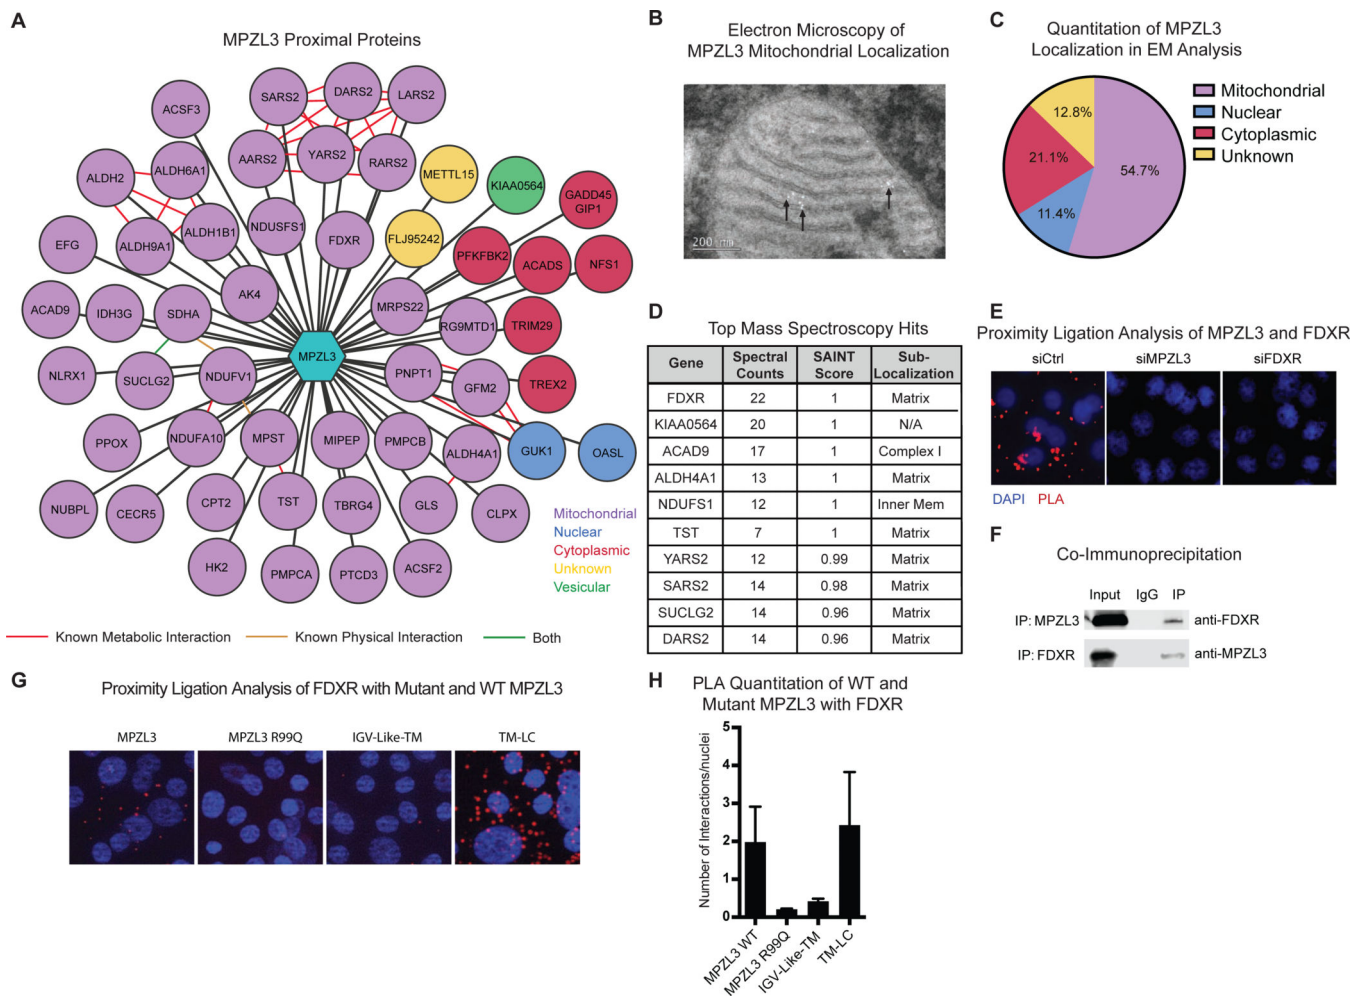 A
MPZL3 Proximal Proteins
ACSF3
SARS2
DARS2
LARS2
AARS2
YARS2
RARS2
ALDH2
ALDH6A1
METTL15
KIAA0564
GADD45
GIP1
EFG
ALDH9A1
ALDH1B1
NDUSFS1
FDXR
FLJ95242
PFKFBK2
ACADS
NFS1
ACAD9
IDH3G
SDHA
AK4
MRPS22
RG9MTD1
TRIM29
MPZL3
NLRX1
SUCLG2
NDUFV1
PNPT1
GFM2
TREX2
PPOX
NDUFA10
MPST
MIPEP
PMPCB
ALDH4A1
GUK1
OASL
NUBPL
CECR5
CPT2
TST
TBRG4
GLS
CLPX
HK2
PMPCA
PTCD3
ACSF2
Mitochondrial
Nuclear
Cytoplasmic
Unknown
Vesicular
Known Metabolic Interaction
Known Physical Interaction
Both
B
Electron Microscopy of
MPZL3 Mitochondrial Localization
200 nm
C
Quantitation of MPZL3
Localization in EM Analysis
12.8%
21.1%
54.7%
11.4%
Mitochondrial
Nuclear
Cytoplasmic
Unknown
D
Top Mass Spectroscopy Hits
Gene Spectral Counts SAINT Score Sub-Localization
FDXR 22 1 Matrix
KIAA0564 20 1 N/A
ACAD9 17 1 Complex I
ALDH4A1 13 1 Matrix
NDUFS1 12 1 Inner Mem
TST 7 1 Matrix
YARS2 12 0.99 Matrix
SARS2 14 0.98 Matrix
SUCLG2 14 0.96 Matrix
DARS2 14 0.96 Matrix
E
Proximity Ligation Analysis of MPZL3 and FDXR
siCtrl siMPZL3 siFDXR
DAPI PLA
F
Co-Immunoprecipitation
Input IgG IP
IP: MPZL3 anti-FDXR
IP: FDXR anti-MPZL3
G
Proximity Ligation Analysis of FDXR with Mutant and WT MPZL3
MPZL3 MPZL3 R99Q IGV-Like-TM TM-LC
H
PLA Quantitation of WT and
Mutant MPZL3 with FDXR
Number of Interactions/nuclei
5
4
3
2
1
0
MPZL3 WT
MPZL3 R99Q
IGV-Like-TM
TM-LC